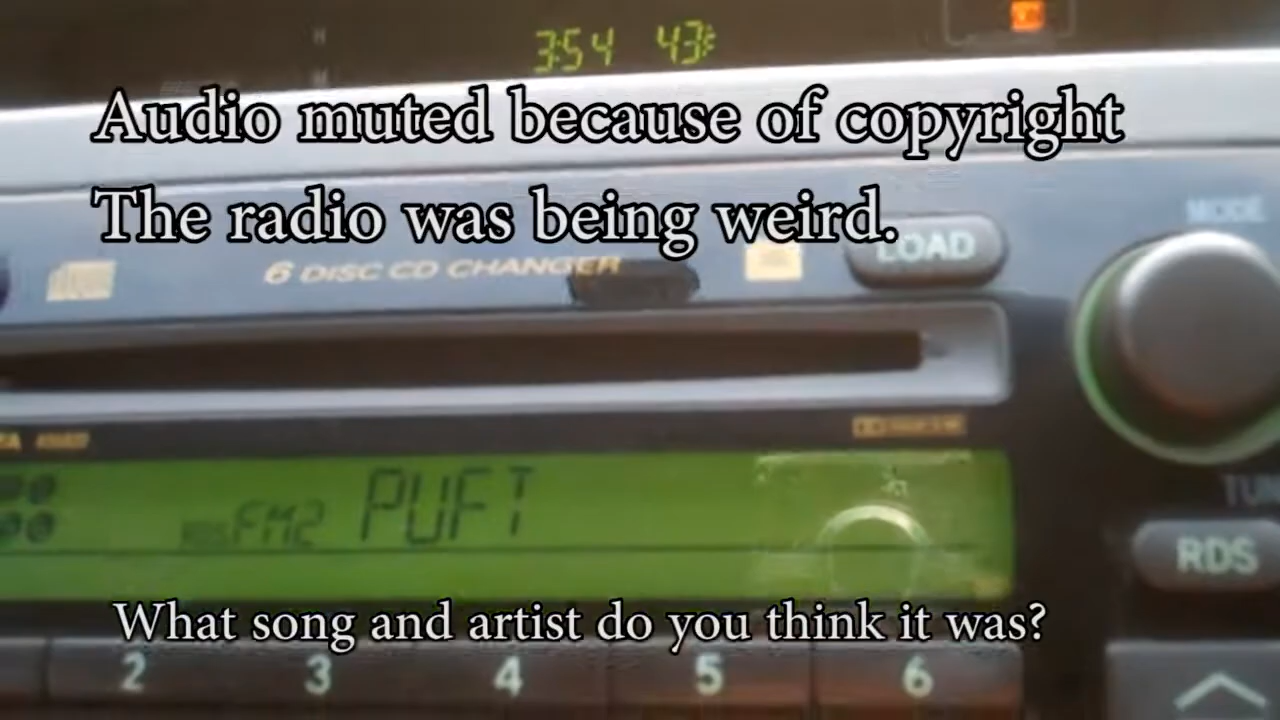 3:54 43
Audio muted because of copyright
The radio was being weird.
MODE
LOAD
6 DISC CD CHANGER
FM2 PUFT
TUN
RDS
What song and artist do you think it was?
2 3 4 5 6